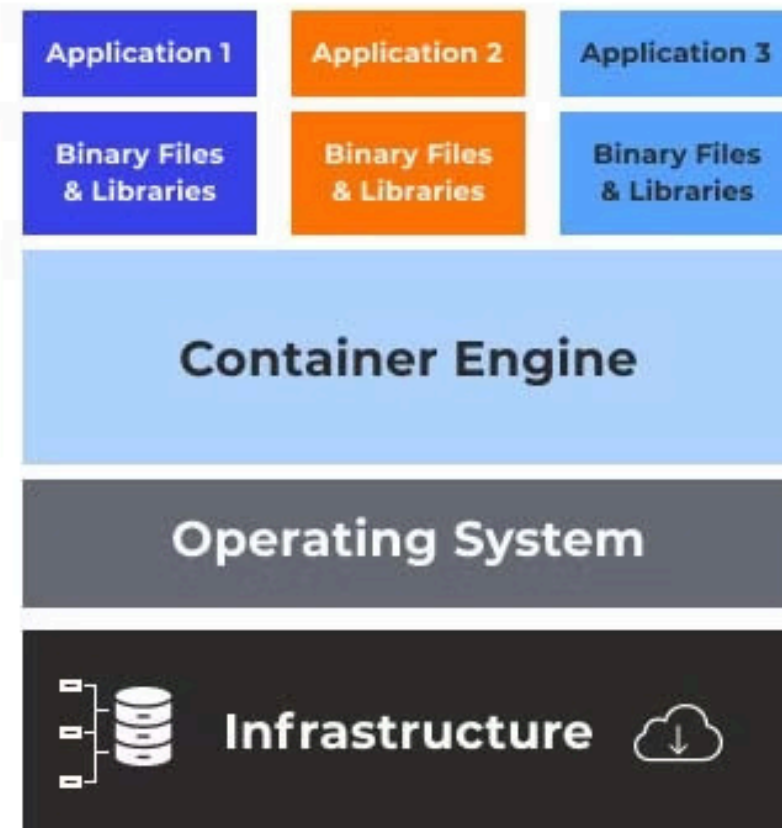 Application 1
Application 2
Application 3
Binary Files
& Libraries
Binary Files
& Libraries
Binary Files
& Libraries
Container Engine
Operating System
Infrastructure